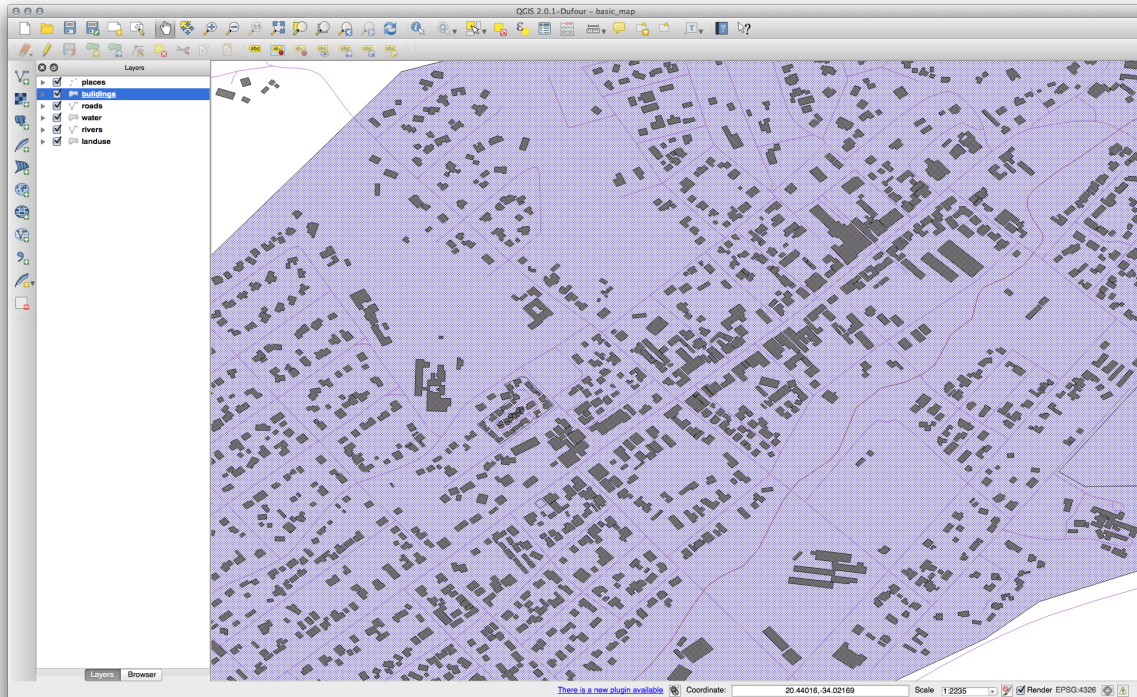 QGIS 2.0.1-Dufour - basic_map
Layers
places
buildings
roads
water
rivers
landuse
Layers
Browser
There is a new plugin available
Coordinate:
20.44016,-34.02169
Scale
1:2235
Render
EPSG:4326